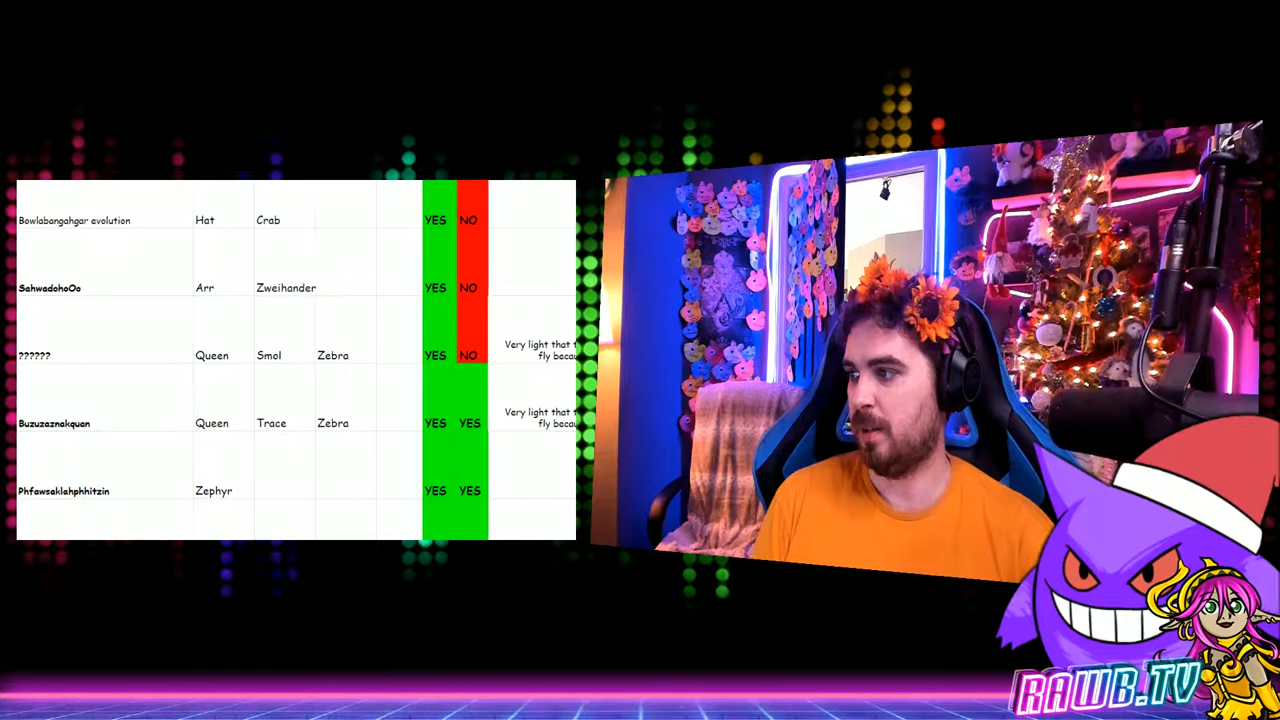 Bowlabangahgar evolution Hat Crab YES NO
SahwadohoOo Arr Zweihander YES NO
Very light that
?????? Queen Smol Zebra YES NO
fly becau
Very light that
Buzuzaznakquan Queen Trace Zebra YES YES
fly becau
Phfawsaklahphhitzin Zephyr YES YES
RAWB.TV